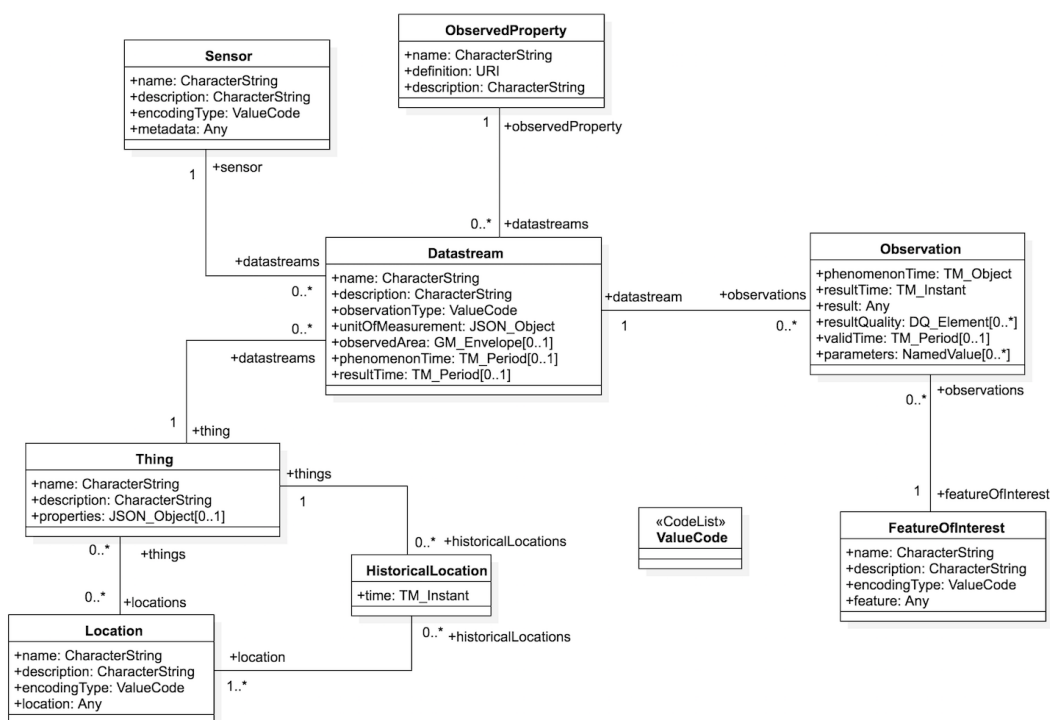 ObservedProperty
+name: CharacterString
+definition: URI
+description: CharacterString
Sensor
+name: CharacterString
+description: CharacterString
+encodingType: ValueCode
+metadata: Any
1
+observedProperty
1
+sensor
0..*
+datastreams
+datastreams
0..*
Datastream
+name: CharacterString
+description: CharacterString
+observationType: ValueCode
+unitOfMeasurement: JSON_Object
+observedArea: GM_Envelope[0..1]
+phenomenonTime: TM_Period[0..1]
+resultTime: TM_Period[0..1]
+datastream
1
+observations
0..*
Observation
+phenomenonTime: TM_Object
+resultTime: TM_Instant
+result: Any
+resultQuality: DQ_Element[0..*]
+validTime: TM_Period[0..1]
+parameters: NamedValue[0..*]
0..*
+datastreams
0..*
+observations
1
+thing
Thing
+name: CharacterString
+description: CharacterString
+properties: JSON_Object[0..1]
+things
1
1
+featureOfInterest
«CodeList»
ValueCode
FeatureOfInterest
+name: CharacterString
+description: CharacterString
+encodingType: ValueCode
+feature: Any
0..*
+things
0..*
+historicalLocations
HistoricalLocation
+time: TM_Instant
0..*
+locations
0..*
+historicalLocations
Location
+name: CharacterString
+description: CharacterString
+encodingType: ValueCode
+location: Any
+location
1..*